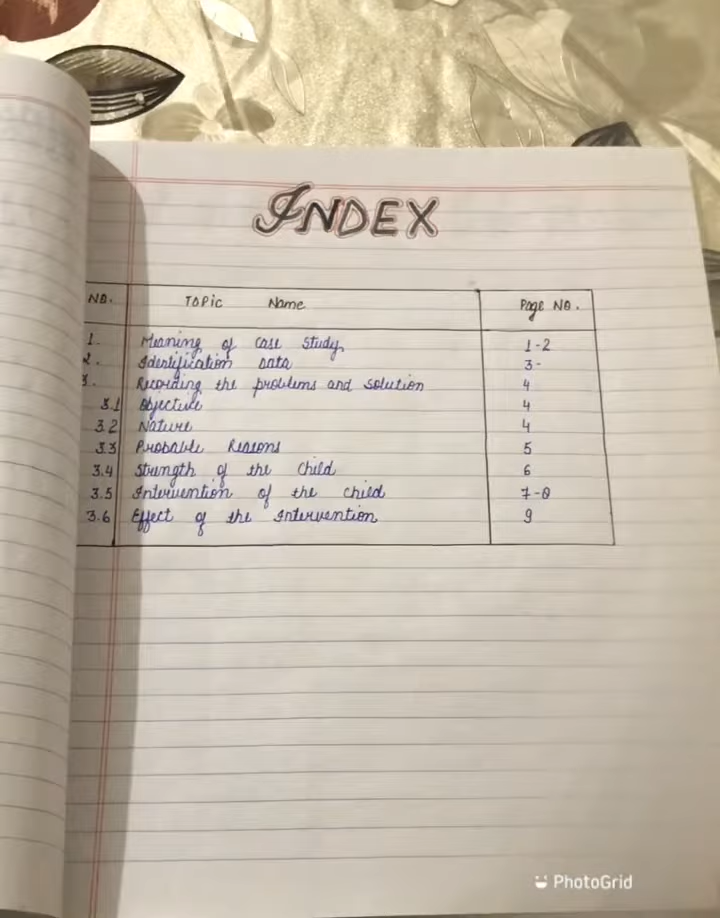 INDEX
NO. TOPIC Name Page NO.
1. Meaning of case study 1-2
2. Identification Data 3-
3. Recording the problems and solution 4
3.1 Objective 4
3.2 Nature 4
3.3 Probable Reasons 5
3.4 Strength of the child 6
3.5 Intervention of the child 7-8
3.6 Effect of the Intervention 9
PhotoGrid